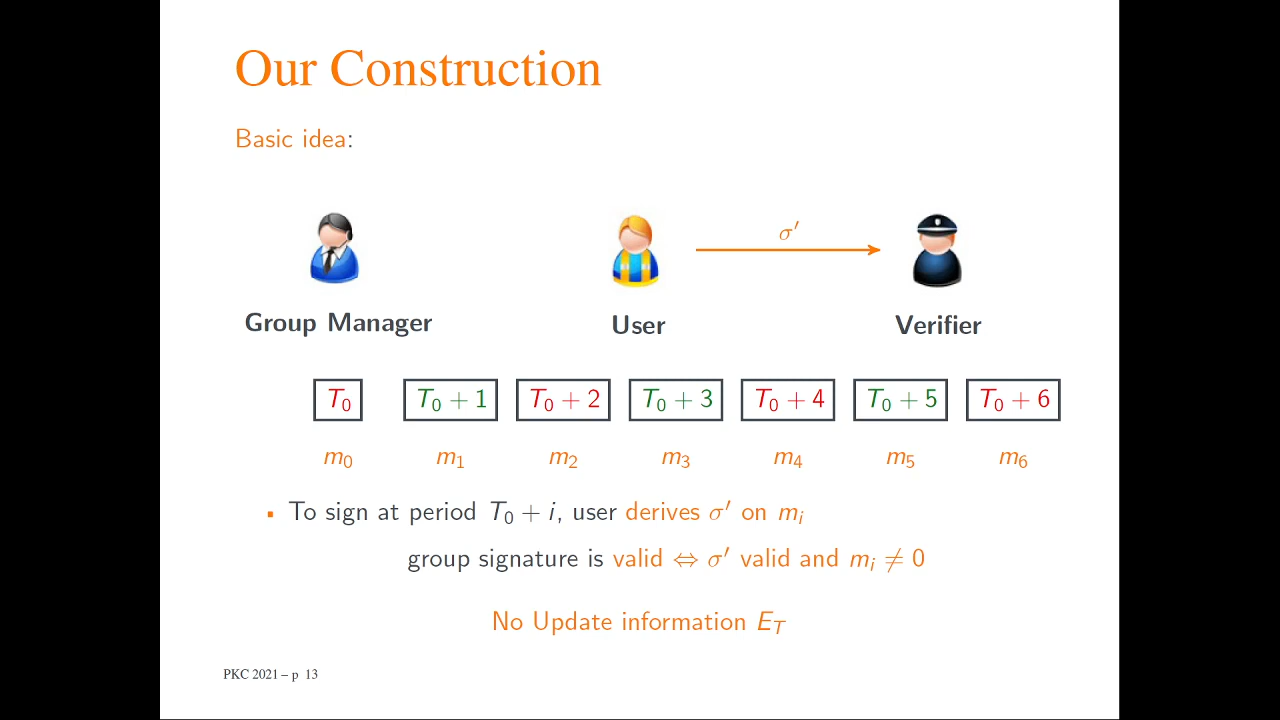 Our Construction
Basic idea:
σ′
Group Manager User Verifier
T₀ T₀ + 1 T₀ + 2 T₀ + 3 T₀ + 4 T₀ + 5 T₀ + 6
m₀ m₁ m₂ m₃ m₄ m₅ m₆
▪ To sign at period T₀ + i, user derives σ′ on mᵢ
group signature is valid ⇔ σ′ valid and mᵢ ≠ 0
No Update information E_T
PKC 2021 – p 13